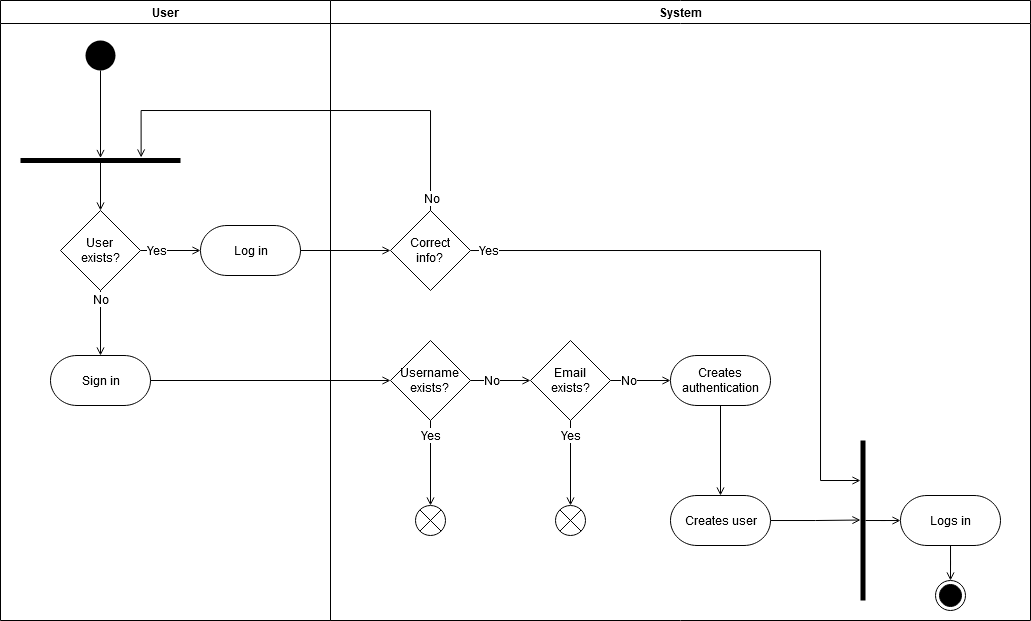 User
System
No
User
exists?
Yes
Log in
Correct
info?
Yes
No
Sign in
Username
exists?
No
Email
exists?
No
Creates
authentication
Yes
Yes
Creates user
Logs in